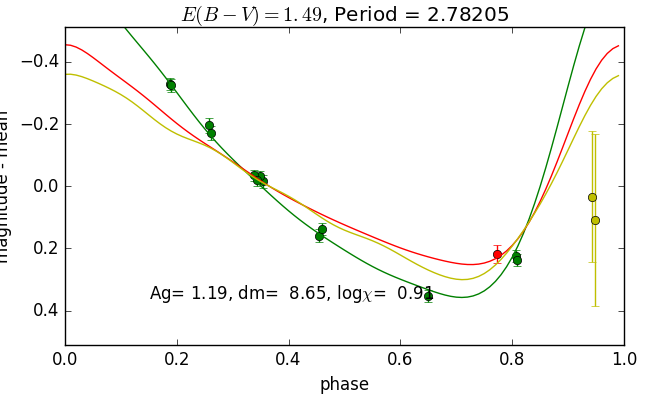 E(B − V) = 1.49, Period = 2.78205
magnitude - mean
−0.4
−0.2
0.0
0.2
0.4
Ag= 1.19, dm=  8.65, logχ=  0.91
0.0 0.2 0.4 0.6 0.8 1.0
phase